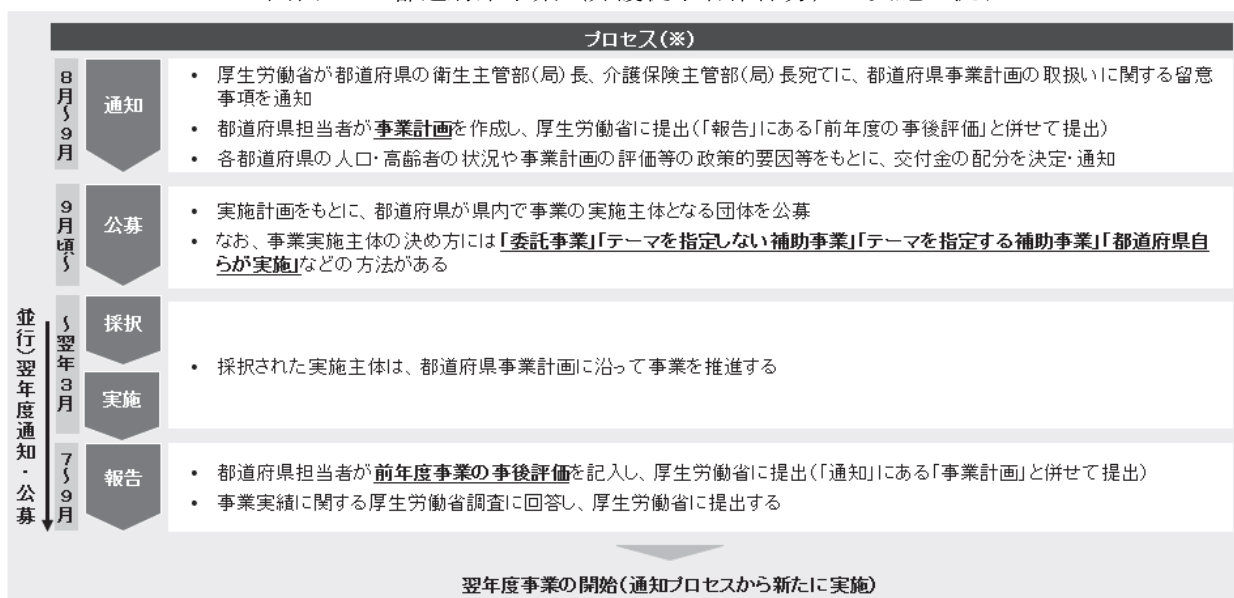 プロセス(※)
8月～9月
通知
• 厚生労働省が都道府県の衛生主管部(局)長、介護保険主管部(局)長宛てに、都道府県事業計画の取扱いに関する留意
事項を通知
• 都道府県担当者が事業計画を作成し、厚生労働省に提出(「報告」にある「前年度の事後評価」と併せて提出)
• 各都道府県の人口・高齢者の状況や事業計画の評価等の政策的要因等をもとに、交付金の配分を決定・通知
9月頃～
公募
• 実施計画をもとに、都道府県が県内で事業の実施主体となる団体を公募
• なお、事業実施主体の決め方には「委託事業」「テーマを指定しない補助事業」「テーマを指定する補助事業」「都道府県自
らが実施」などの方法がある
並行)翌年度通知・公募
～翌年3月
採択
実施
• 採択された実施主体は、都道府県事業計画に沿って事業を推進する
7～9月
報告
• 都道府県担当者が前年度事業の事後評価を記入し、厚生労働省に提出(「通知」にある「事業計画」と併せて提出)
• 事業実績に関する厚生労働省調査に回答し、厚生労働省に提出する
翌年度事業の開始(通知プロセスから新たに実施)